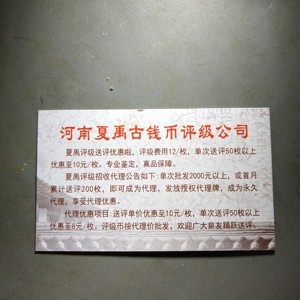 河南夏禹古钱币评级公司
夏禹评级送评优惠啦，评级费用12/枚，单次送评50枚以上
优惠至10元/枚。专业鉴定，真品保障。
夏禹评级招收代理公告如下：单次批发2000元以上，或首月
累计送评200枚，即可成为代理，发放授权代理牌，成为永久
代理，享受代理优惠。
代理优惠项目：送评单价优惠至10元/枚，单次送评50枚以上
优惠至8元/枚。评级币按代理价批发，欢迎广大泉友踊跃送评。